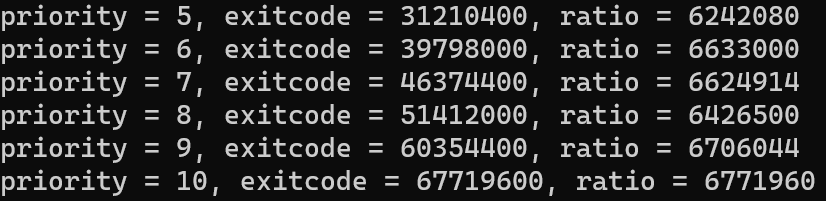 priority = 5, exitcode = 31210400, ratio = 6242080
priority = 6, exitcode = 39798000, ratio = 6633000
priority = 7, exitcode = 46374400, ratio = 6624914
priority = 8, exitcode = 51412000, ratio = 6426500
priority = 9, exitcode = 60354400, ratio = 6706044
priority = 10, exitcode = 67719600, ratio = 6771960